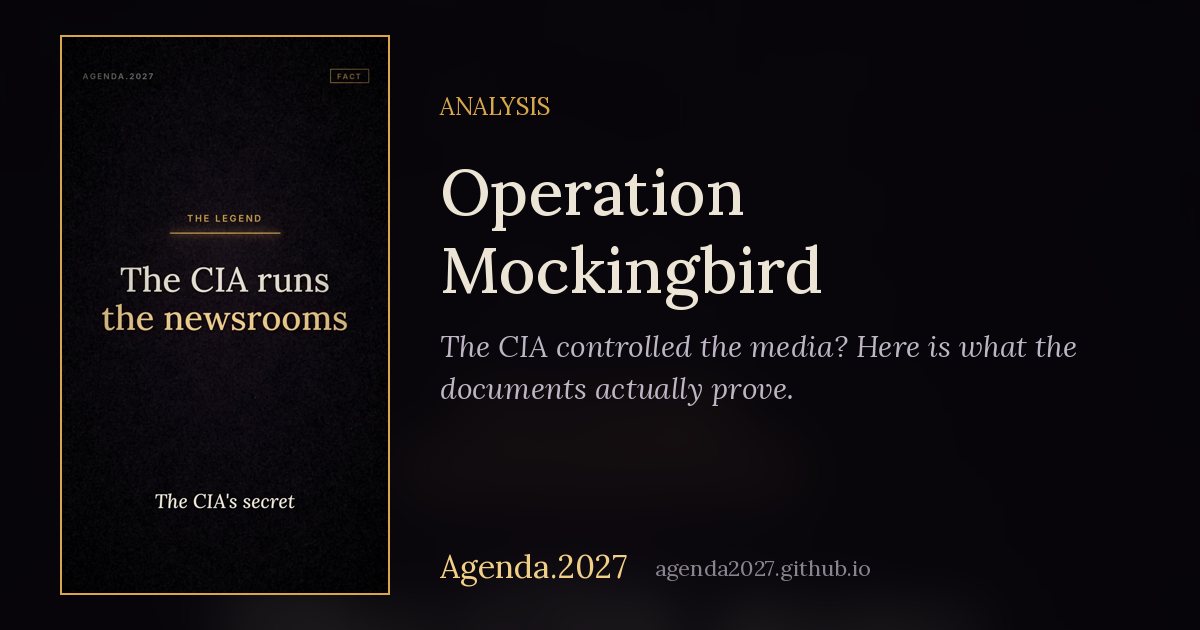 AGENDA.2027
FACT
THE LEGEND
The CIA runs
the newsrooms
The CIA's secret
ANALYSIS
Operation
Mockingbird
The CIA controlled the media? Here is what the
documents actually prove.
Agenda.2027
agenda2027.github.io